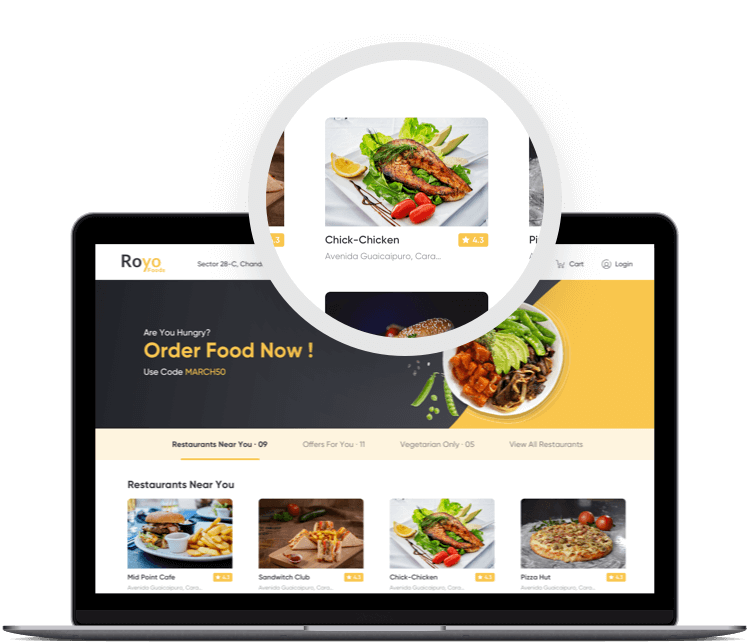 Chick-Chicken
4.3
Avenida Guaicaipuro, Cara...
.3
Pi
A
Royo
Foods
Sector 28-C, Chand
Cart
Login
Are You Hungry?
Order Food Now !
Use Code MARCH50
Restaurants Near You · 09
Offers For You · 11
Vegetarian Only · 05
View All Restaurants
Restaurants Near You
Mid Point Cafe
4.3
Avenida Guaicaipuro, Cara...
Sandwitch Club
4.3
Avenida Guaicaipuro, Cara...
Chick-Chicken
4.3
Avenida Guaicaipuro, Cara...
Pizza Hut
4.3
Avenida Guaicaipuro, Cara...